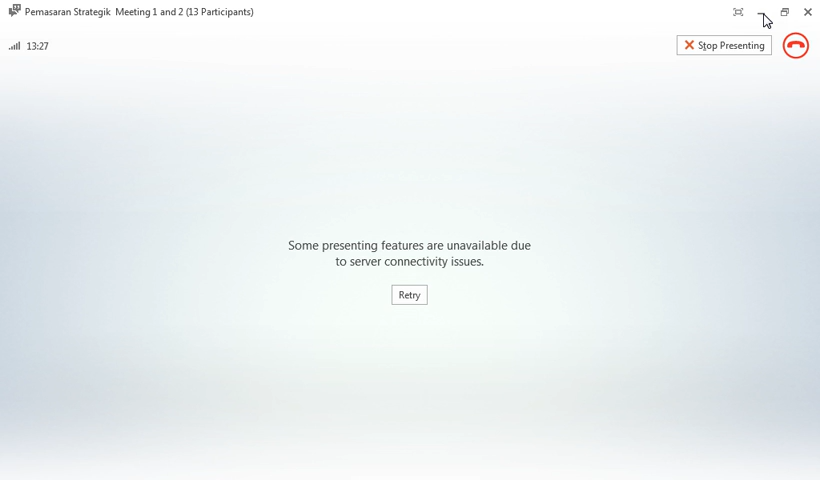 Pemasaran Strategik Meeting 1 and 2 (13 Participants)
13:27
Stop Presenting
Some presenting features are unavailable due
to server connectivity issues.
Retry